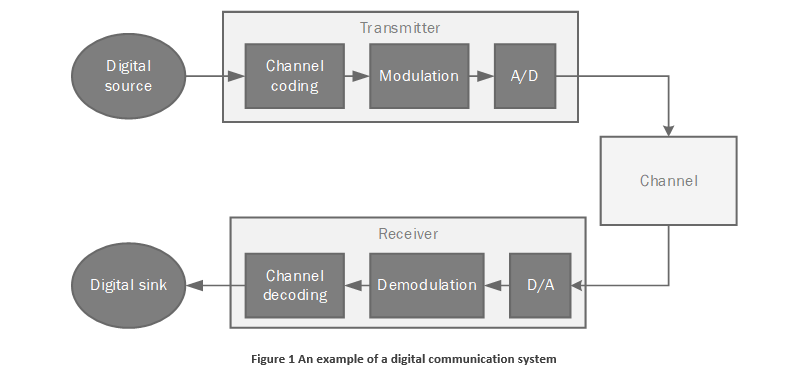 Transmitter
Digital
source
Channel
coding
Modulation
A/D
Channel
Receiver
Digital sink
Channel
decoding
Demodulation
D/A
Figure 1 An example of a digital communication system